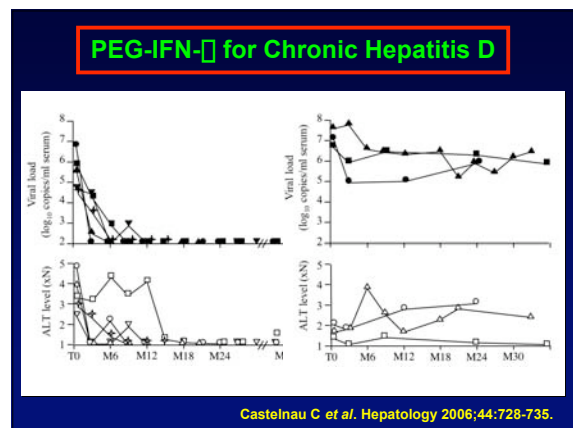 PEG-IFN-▯ for Chronic Hepatitis D
8
7
6
5
4
3
2
Viral load
(log₁₀ copies/ml serum)
8
7
6
5
4
3
2
Viral load
(log₂₀ copies/ml serum)
5
4
3
2
1
ALT level (xN)
T0 M6 M12 M18 M24 M
5
4
3
2
1
ALT level (xN)
T0 M6 M12 M18 M24 M30
Castelnau C et al. Hepatology 2006;44:728-735.